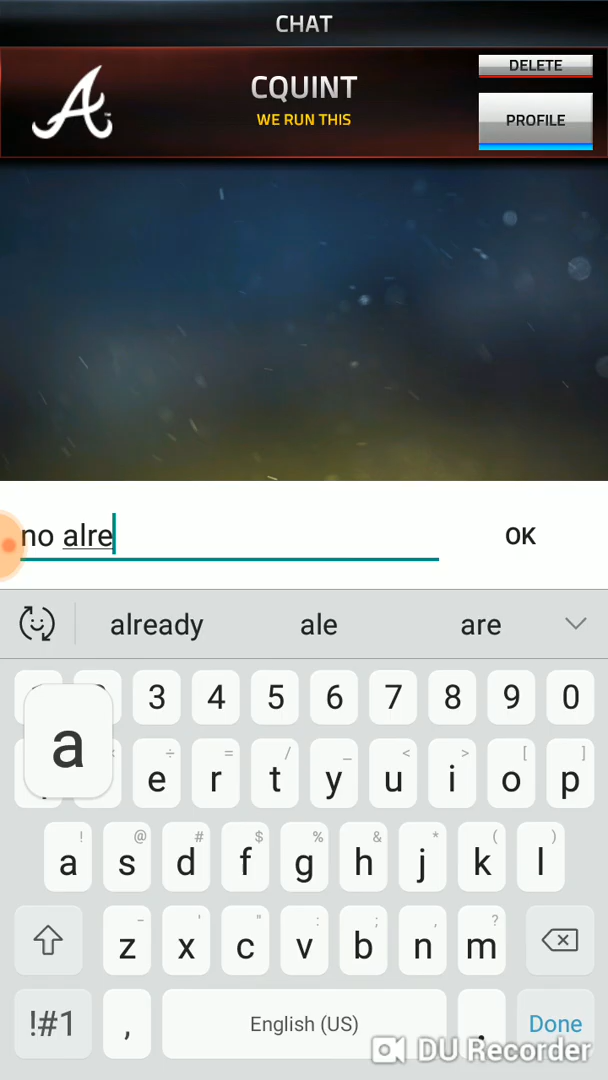 CHAT
CQUINT
WE RUN THIS
DELETE
PROFILE
A
no alre
OK
already ale are
3 4 5 6 7 8 9 0
a
÷ = / _ < > [ ]
e r t y u i o p
! @ # $ % & * ( )
a s d f g h j k l
- ' " : ; , ?
z x c v b n m
!#1 , English (US) . Done
DU Recorder